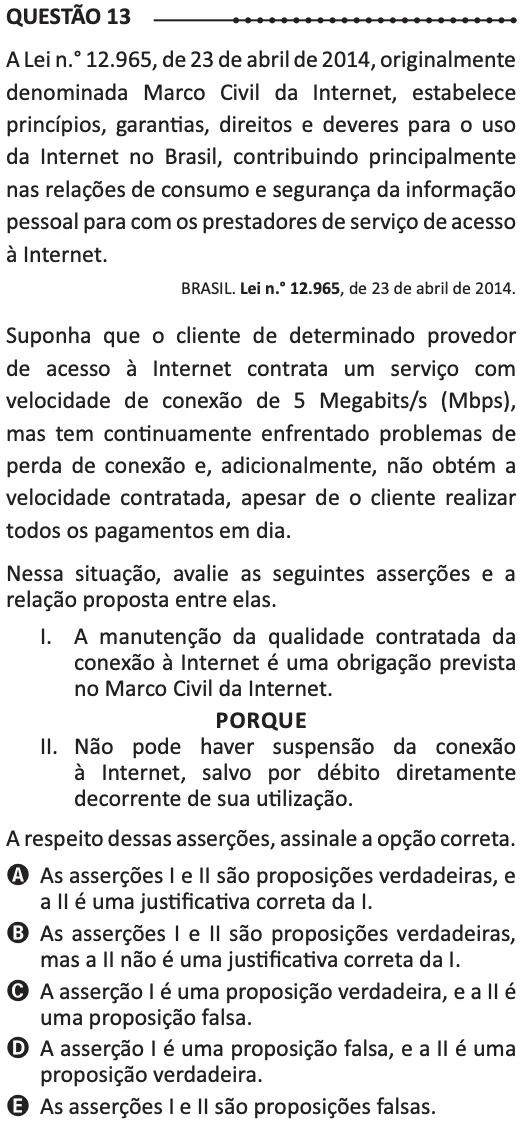 QUESTÃO 13
A Lei n.° 12.965, de 23 de abril de 2014, originalmente
denominada Marco Civil da Internet, estabelece
princípios, garantias, direitos e deveres para o uso
da Internet no Brasil, contribuindo principalmente
nas relações de consumo e segurança da informação
pessoal para com os prestadores de serviço de acesso
à Internet.
BRASIL. Lei n.° 12.965, de 23 de abril de 2014.
Suponha que o cliente de determinado provedor
de acesso à Internet contrata um serviço com
velocidade de conexão de 5 Megabits/s (Mbps),
mas tem continuamente enfrentado problemas de
perda de conexão e, adicionalmente, não obtém a
velocidade contratada, apesar de o cliente realizar
todos os pagamentos em dia.
Nessa situação, avalie as seguintes asserções e a
relação proposta entre elas.
I. A manutenção da qualidade contratada da
conexão à Internet é uma obrigação prevista
no Marco Civil da Internet.
PORQUE
II. Não pode haver suspensão da conexão
à Internet, salvo por débito diretamente
decorrente de sua utilização.
A respeito dessas asserções, assinale a opção correta.
A As asserções I e II são proposições verdadeiras, e
a II é uma justificativa correta da I.
B As asserções I e II são proposições verdadeiras,
mas a II não é uma justificativa correta da I.
C A asserção I é uma proposição verdadeira, e a II é
uma proposição falsa.
D A asserção I é uma proposição falsa, e a II é uma
proposição verdadeira.
E As asserções I e II são proposições falsas.